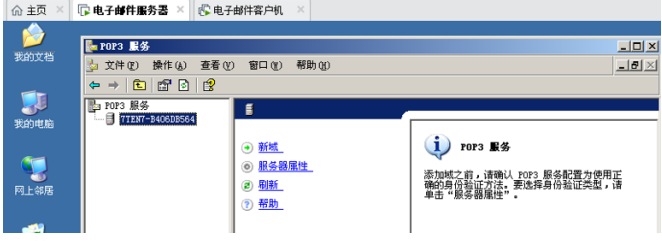 主页 × 电子邮件服务器 × 电子邮件客户机 ×
我的文档
POP3 服务
文件(F) 操作(A) 查看(V) 窗口(W) 帮助(H)
POP3 服务
7TEN7-B406DB564
我的电脑
新域
服务器属性
刷新
帮助
POP3 服务
添加域之前，请确认 POP3 服务配置为使用正
确的身份验证方法。要选择身份验证类型，请
单击“服务器属性”。
网上邻居